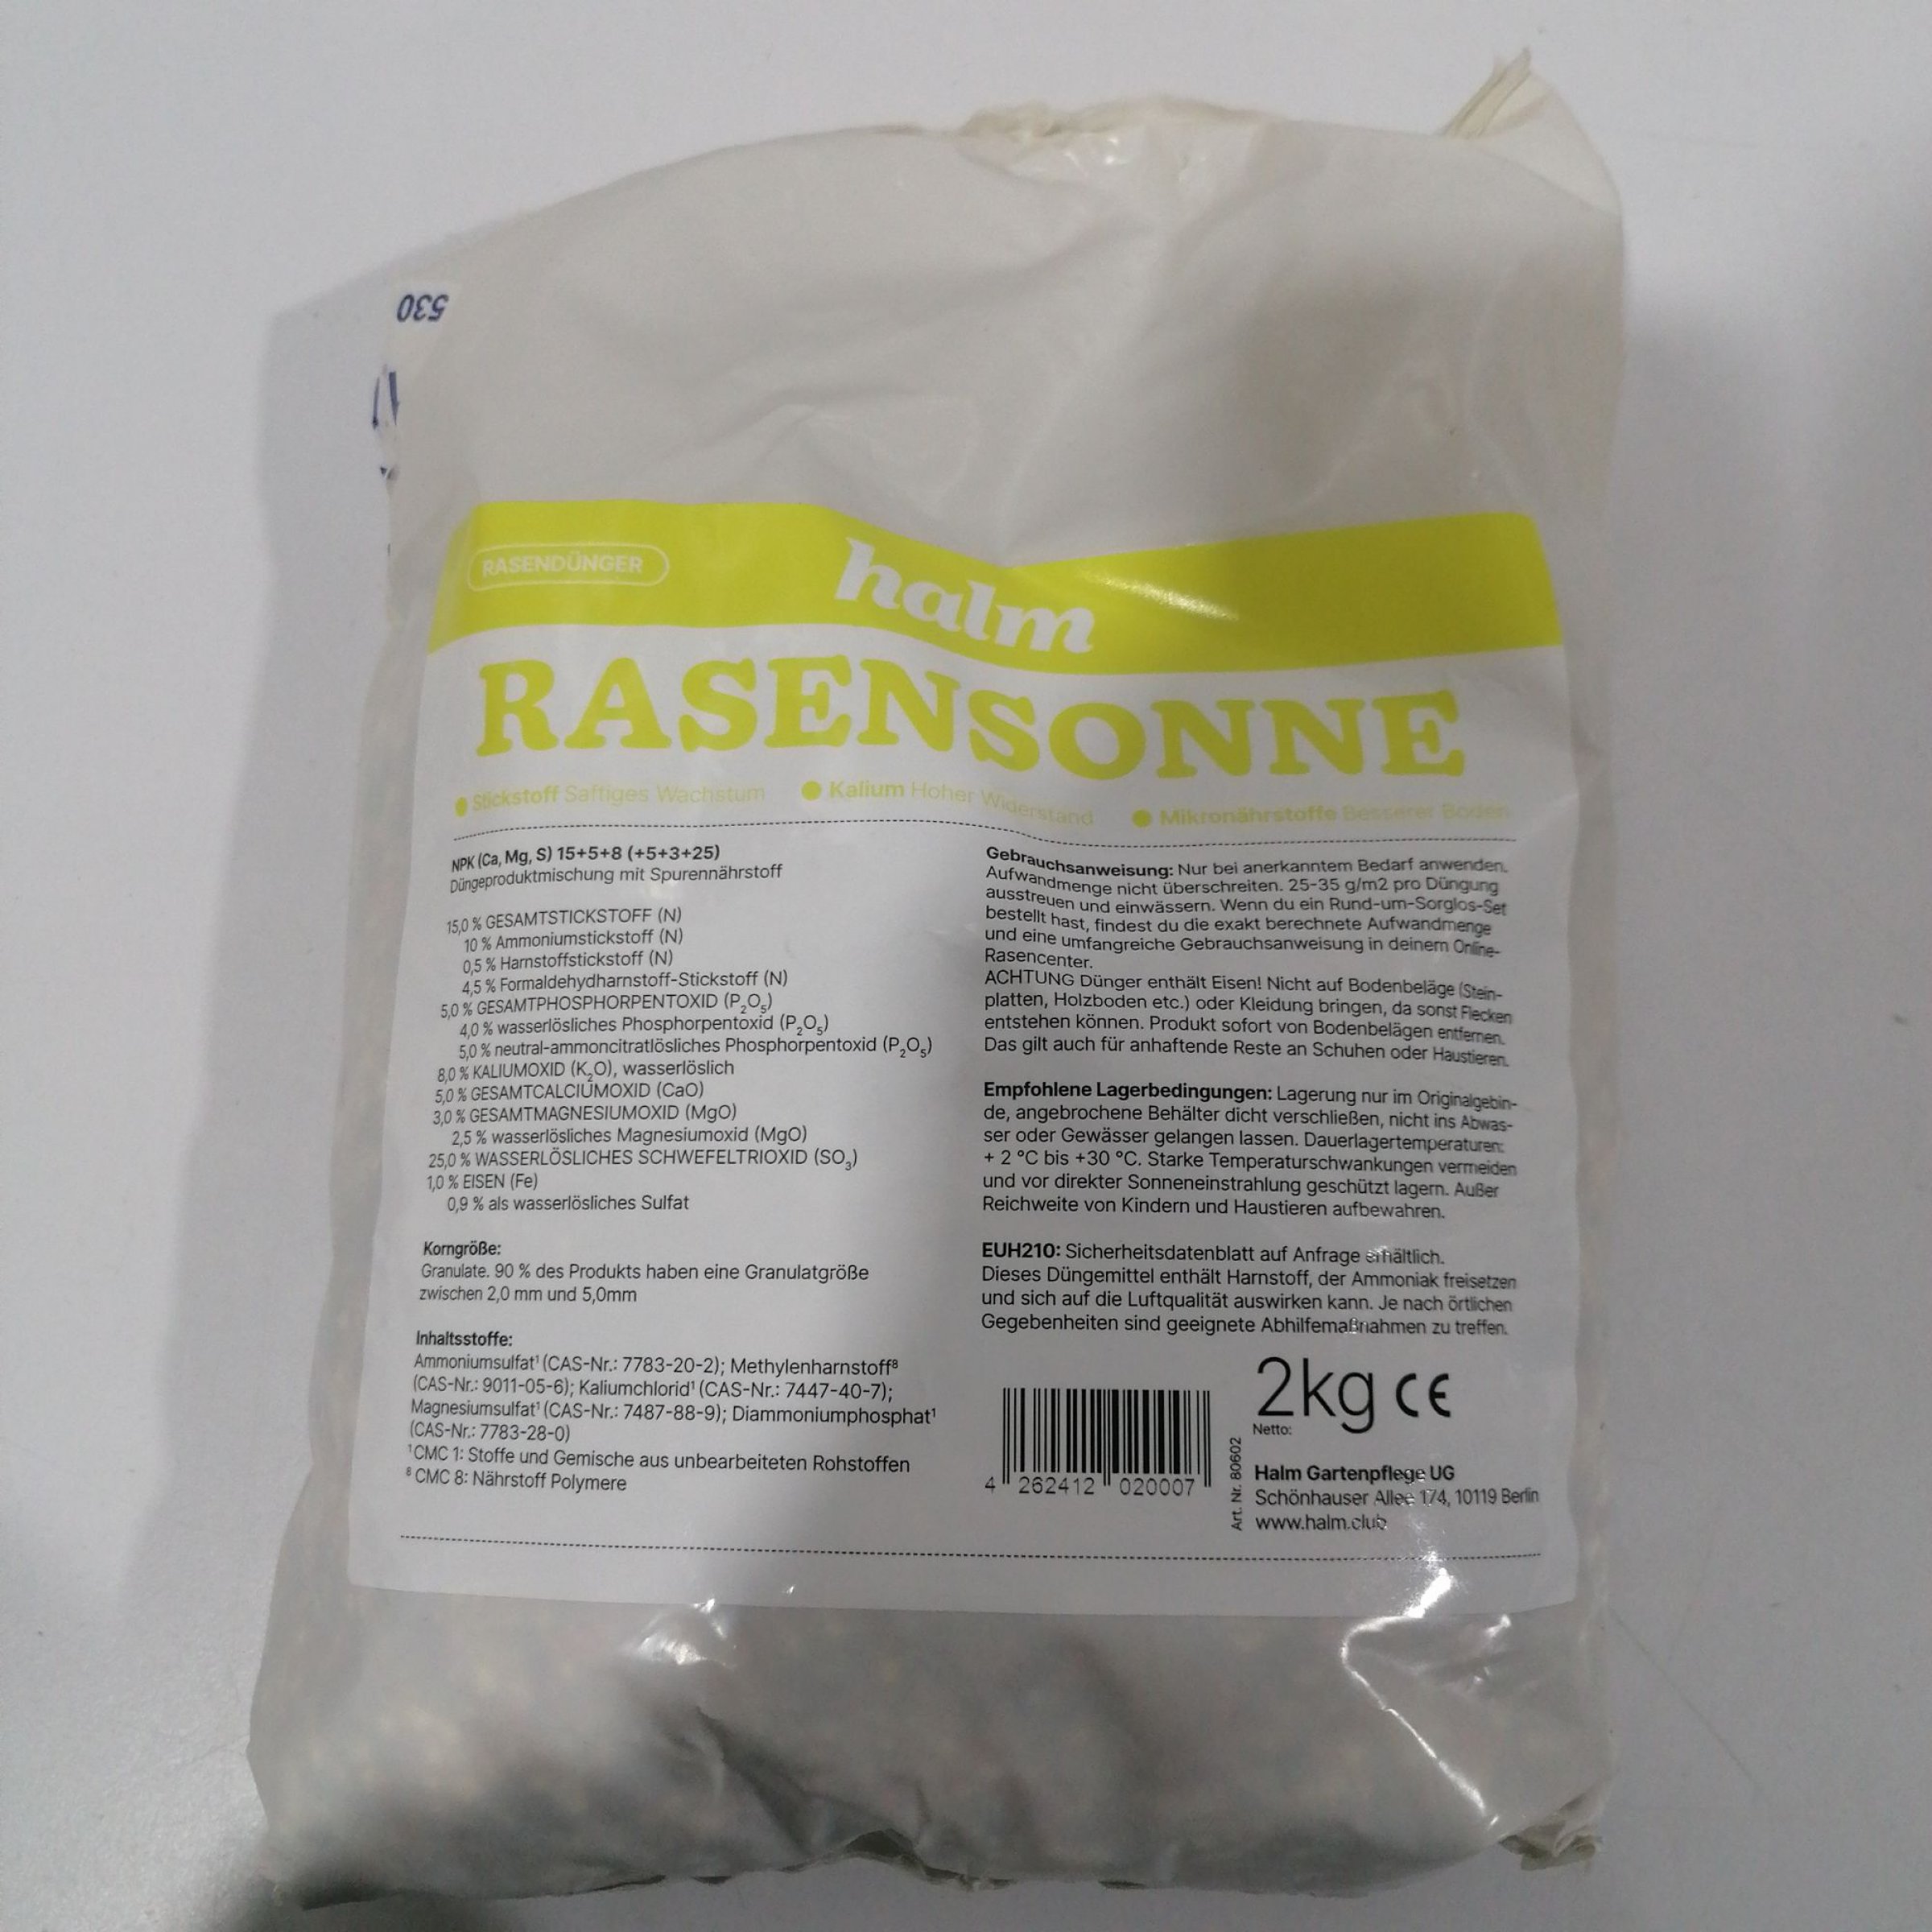 530
RASENDÜNGER
halm
RASENSONNE
● Stickstoff Saftiges Wachstum ● Kalium Hoher Widerstand ● Mikronährstoffe Besserer Boden
NPK (Ca, Mg, S) 15+5+8 (+5+3+25)
Düngeproduktmischung mit Spurennährstoff
15,0 % GESAMTSTICKSTOFF (N)
10 % Ammoniumstickstoff (N)
0,5 % Harnstoffstickstoff (N)
4,5 % Formaldehydharnstoff-Stickstoff (N)
5,0 % GESAMTPHOSPHORPENTOXID (P₂O₅)
4,0 % wasserlösliches Phosphorpentoxid (P₂O₅)
5,0 % neutral-ammoncitratlösliches Phosphorpentoxid (P₂O₅)
8,0 % KALIUMOXID (K₂O), wasserlöslich
5,0 % GESAMTCALCIUMOXID (CaO)
3,0 % GESAMTMAGNESIUMOXID (MgO)
2,5 % wasserlösliches Magnesiumoxid (MgO)
25,0 % WASSERLÖSLICHES SCHWEFELTRIOXID (SO₃)
1,0 % EISEN (Fe)
0,9 % als wasserlösliches Sulfat
Korngröße:
Granulate. 90 % des Produkts haben eine Granulatgröße
zwischen 2,0 mm und 5,0mm
Inhaltsstoffe:
Ammoniumsulfat¹ (CAS-Nr.: 7783-20-2); Methylenharnstoff⁸
(CAS-Nr.: 9011-05-6); Kaliumchlorid¹ (CAS-Nr.: 7447-40-7);
Magnesiumsulfat¹ (CAS-Nr.: 7487-88-9); Diammoniumphosphat¹
(CAS-Nr.: 7783-28-0)
¹ CMC 1: Stoffe und Gemische aus unbearbeiteten Rohstoffen
⁸ CMC 8: Nährstoff Polymere
Gebrauchsanweisung: Nur bei anerkanntem Bedarf anwenden.
Aufwandmenge nicht überschreiten. 25-35 g/m2 pro Düngung
ausstreuen und einwässern. Wenn du ein Rund-um-Sorglos-Set
bestellt hast, findest du die exakt berechnete Aufwandmenge
und eine umfangreiche Gebrauchsanweisung in deinem Online-
Rasencenter.
ACHTUNG Dünger enthält Eisen! Nicht auf Bodenbeläge (Stein-
platten, Holzboden etc.) oder Kleidung bringen, da sonst Flecken
entstehen können. Produkt sofort von Bodenbelägen entfernen.
Das gilt auch für anhaftende Reste an Schuhen oder Haustieren.
Empfohlene Lagerbedingungen: Lagerung nur im Originalgebin-
de, angebrochene Behälter dicht verschließen, nicht ins Abwas-
ser oder Gewässer gelangen lassen. Dauerlagertemperaturen:
+ 2 °C bis +30 °C. Starke Temperaturschwankungen vermeiden
und vor direkter Sonneneinstrahlung geschützt lagern. Außer
Reichweite von Kindern und Haustieren aufbewahren.
EUH210: Sicherheitsdatenblatt auf Anfrage erhältlich.
Dieses Düngemittel enthält Harnstoff, der Ammoniak freisetzen
und sich auf die Luftqualität auswirken kann. Je nach örtlichen
Gegebenheiten sind geeignete Abhilfemaßnahmen zu treffen.
4 262412 020007
Art. Nr. 80602
2kg CE
Netto:
Halm Gartenpflege UG
Schönhauser Allee 174, 10119 Berlin
www.halm.club